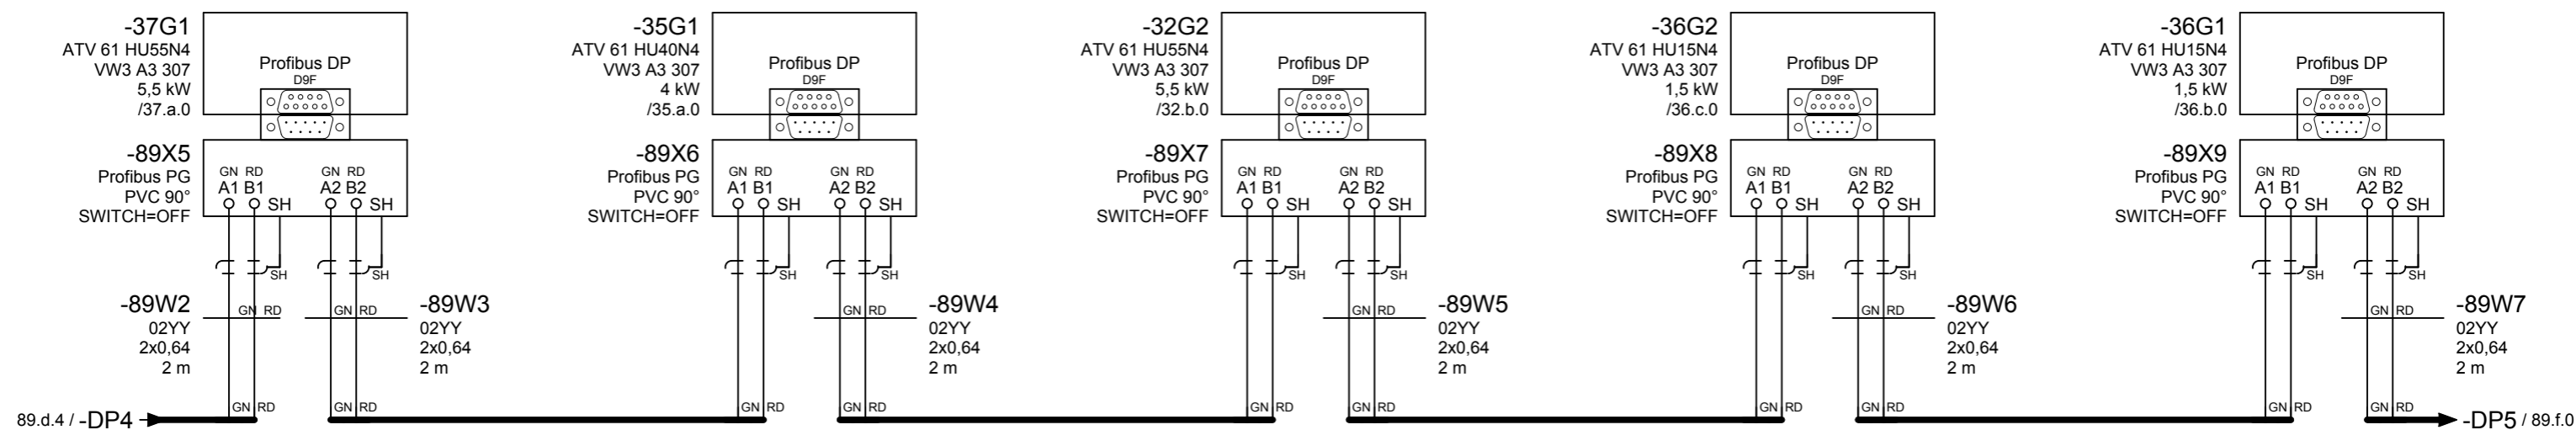 -37G1
ATV 61 HU55N4
VW3 A3 307
5,5 kW
/37.a.0
Profibus DP
D9F
-89X5
Profibus PG
PVC 90°
SWITCH=OFF
GN RD GN RD
A1 B1 SH A2 B2 SH
SH SH
-89W2
02YY
2x0,64
2 m
GN RD GN RD
-89W3
02YY
2x0,64
2 m
GN RD GN RD
89.d.4 / -DP4
-35G1
ATV 61 HU40N4
VW3 A3 307
4 kW
/35.a.0
Profibus DP
D9F
-89X6
Profibus PG
PVC 90°
SWITCH=OFF
GN RD GN RD
A1 B1 SH A2 B2 SH
SH SH
GN RD
-89W4
02YY
2x0,64
2 m
GN RD GN RD
-32G2
ATV 61 HU55N4
VW3 A3 307
5,5 kW
/32.b.0
Profibus DP
D9F
-89X7
Profibus PG
PVC 90°
SWITCH=OFF
GN RD GN RD
A1 B1 SH A2 B2 SH
SH SH
GN RD
-89W5
02YY
2x0,64
2 m
GN RD GN RD
-36G2
ATV 61 HU15N4
VW3 A3 307
1,5 kW
/36.c.0
Profibus DP
D9F
-89X8
Profibus PG
PVC 90°
SWITCH=OFF
GN RD GN RD
A1 B1 SH A2 B2 SH
SH SH
GN RD
-89W6
02YY
2x0,64
2 m
GN RD GN RD
-36G1
ATV 61 HU15N4
VW3 A3 307
1,5 kW
/36.b.0
Profibus DP
D9F
-89X9
Profibus PG
PVC 90°
SWITCH=OFF
GN RD GN RD
A1 B1 SH A2 B2 SH
SH SH
GN RD
-89W7
02YY
2x0,64
2 m
GN RD GN RD
-DP5 / 89.f.0